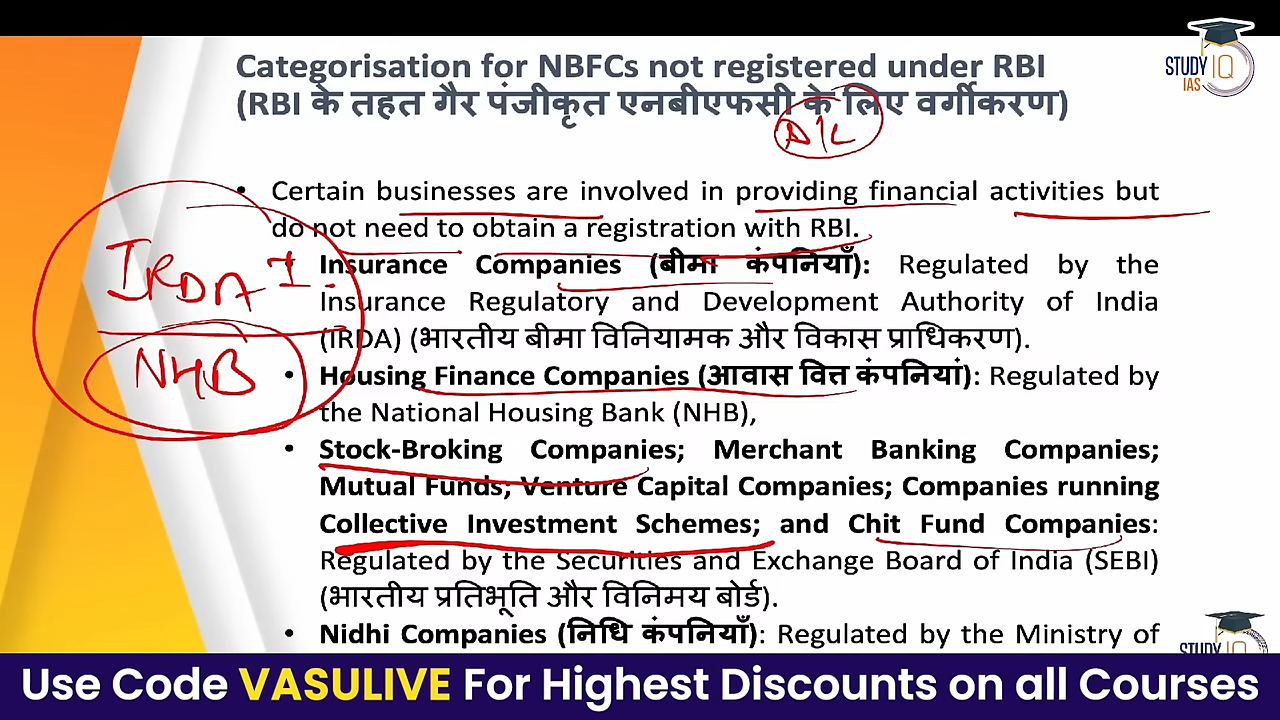 Categorisation for NBFCs not registered under RBI
(RBI के तहत गैर पंजीकृत एनबीएफसी के लिए वर्गीकरण)
STUDY IQ
IAS
D/L
• Certain businesses are involved in providing financial activities but
do not need to obtain a registration with RBI.
• Insurance Companies (बीमा कंपनियाँ): Regulated by the
Insurance Regulatory and Development Authority of India
(IRDA) (भारतीय बीमा विनियामक और विकास प्राधिकरण).
IRDAI
NHB
• Housing Finance Companies (आवास वित्त कंपनियां): Regulated by
the National Housing Bank (NHB),
• Stock-Broking Companies; Merchant Banking Companies;
Mutual Funds; Venture Capital Companies; Companies running
Collective Investment Schemes; and Chit Fund Companies:
Regulated by the Securities and Exchange Board of India (SEBI)
(भारतीय प्रतिभूति और विनिमय बोर्ड).
• Nidhi Companies (निधि कंपनियाँ): Regulated by the Ministry of
STUDY IQ
Use Code VASULIVE For Highest Discounts on all Courses